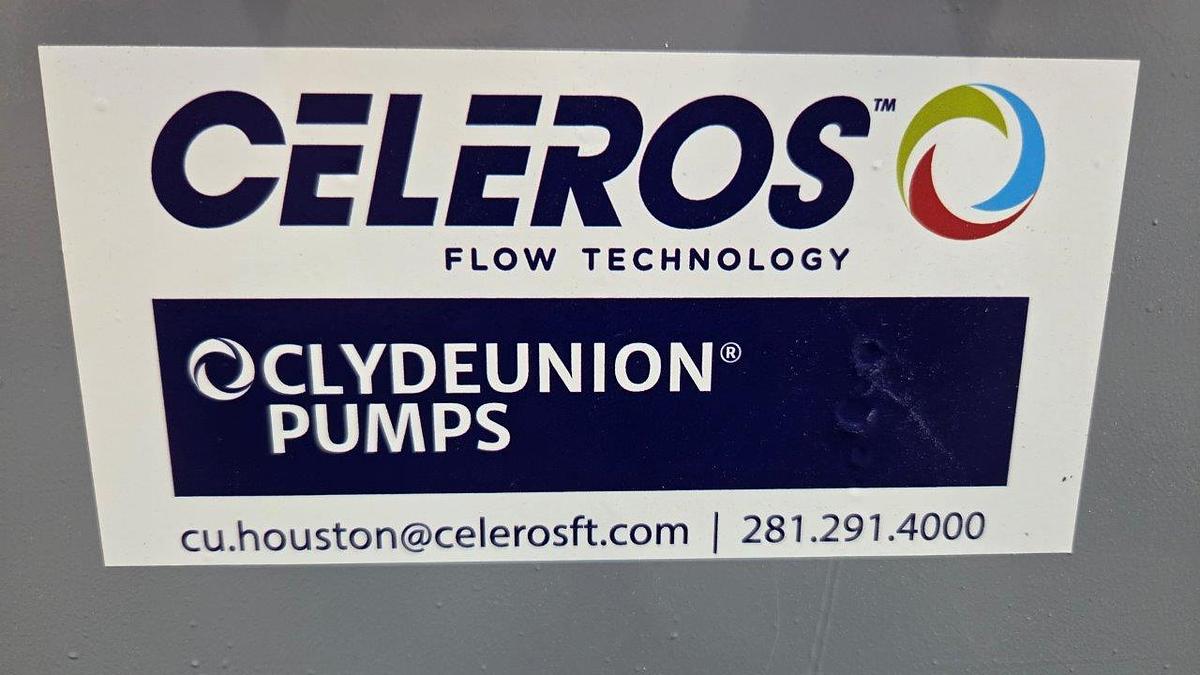 CELEROS™
FLOW TECHNOLOGY
CLYDEUNION®
PUMPS
cu.houston@celerosft.com | 281.291.4000